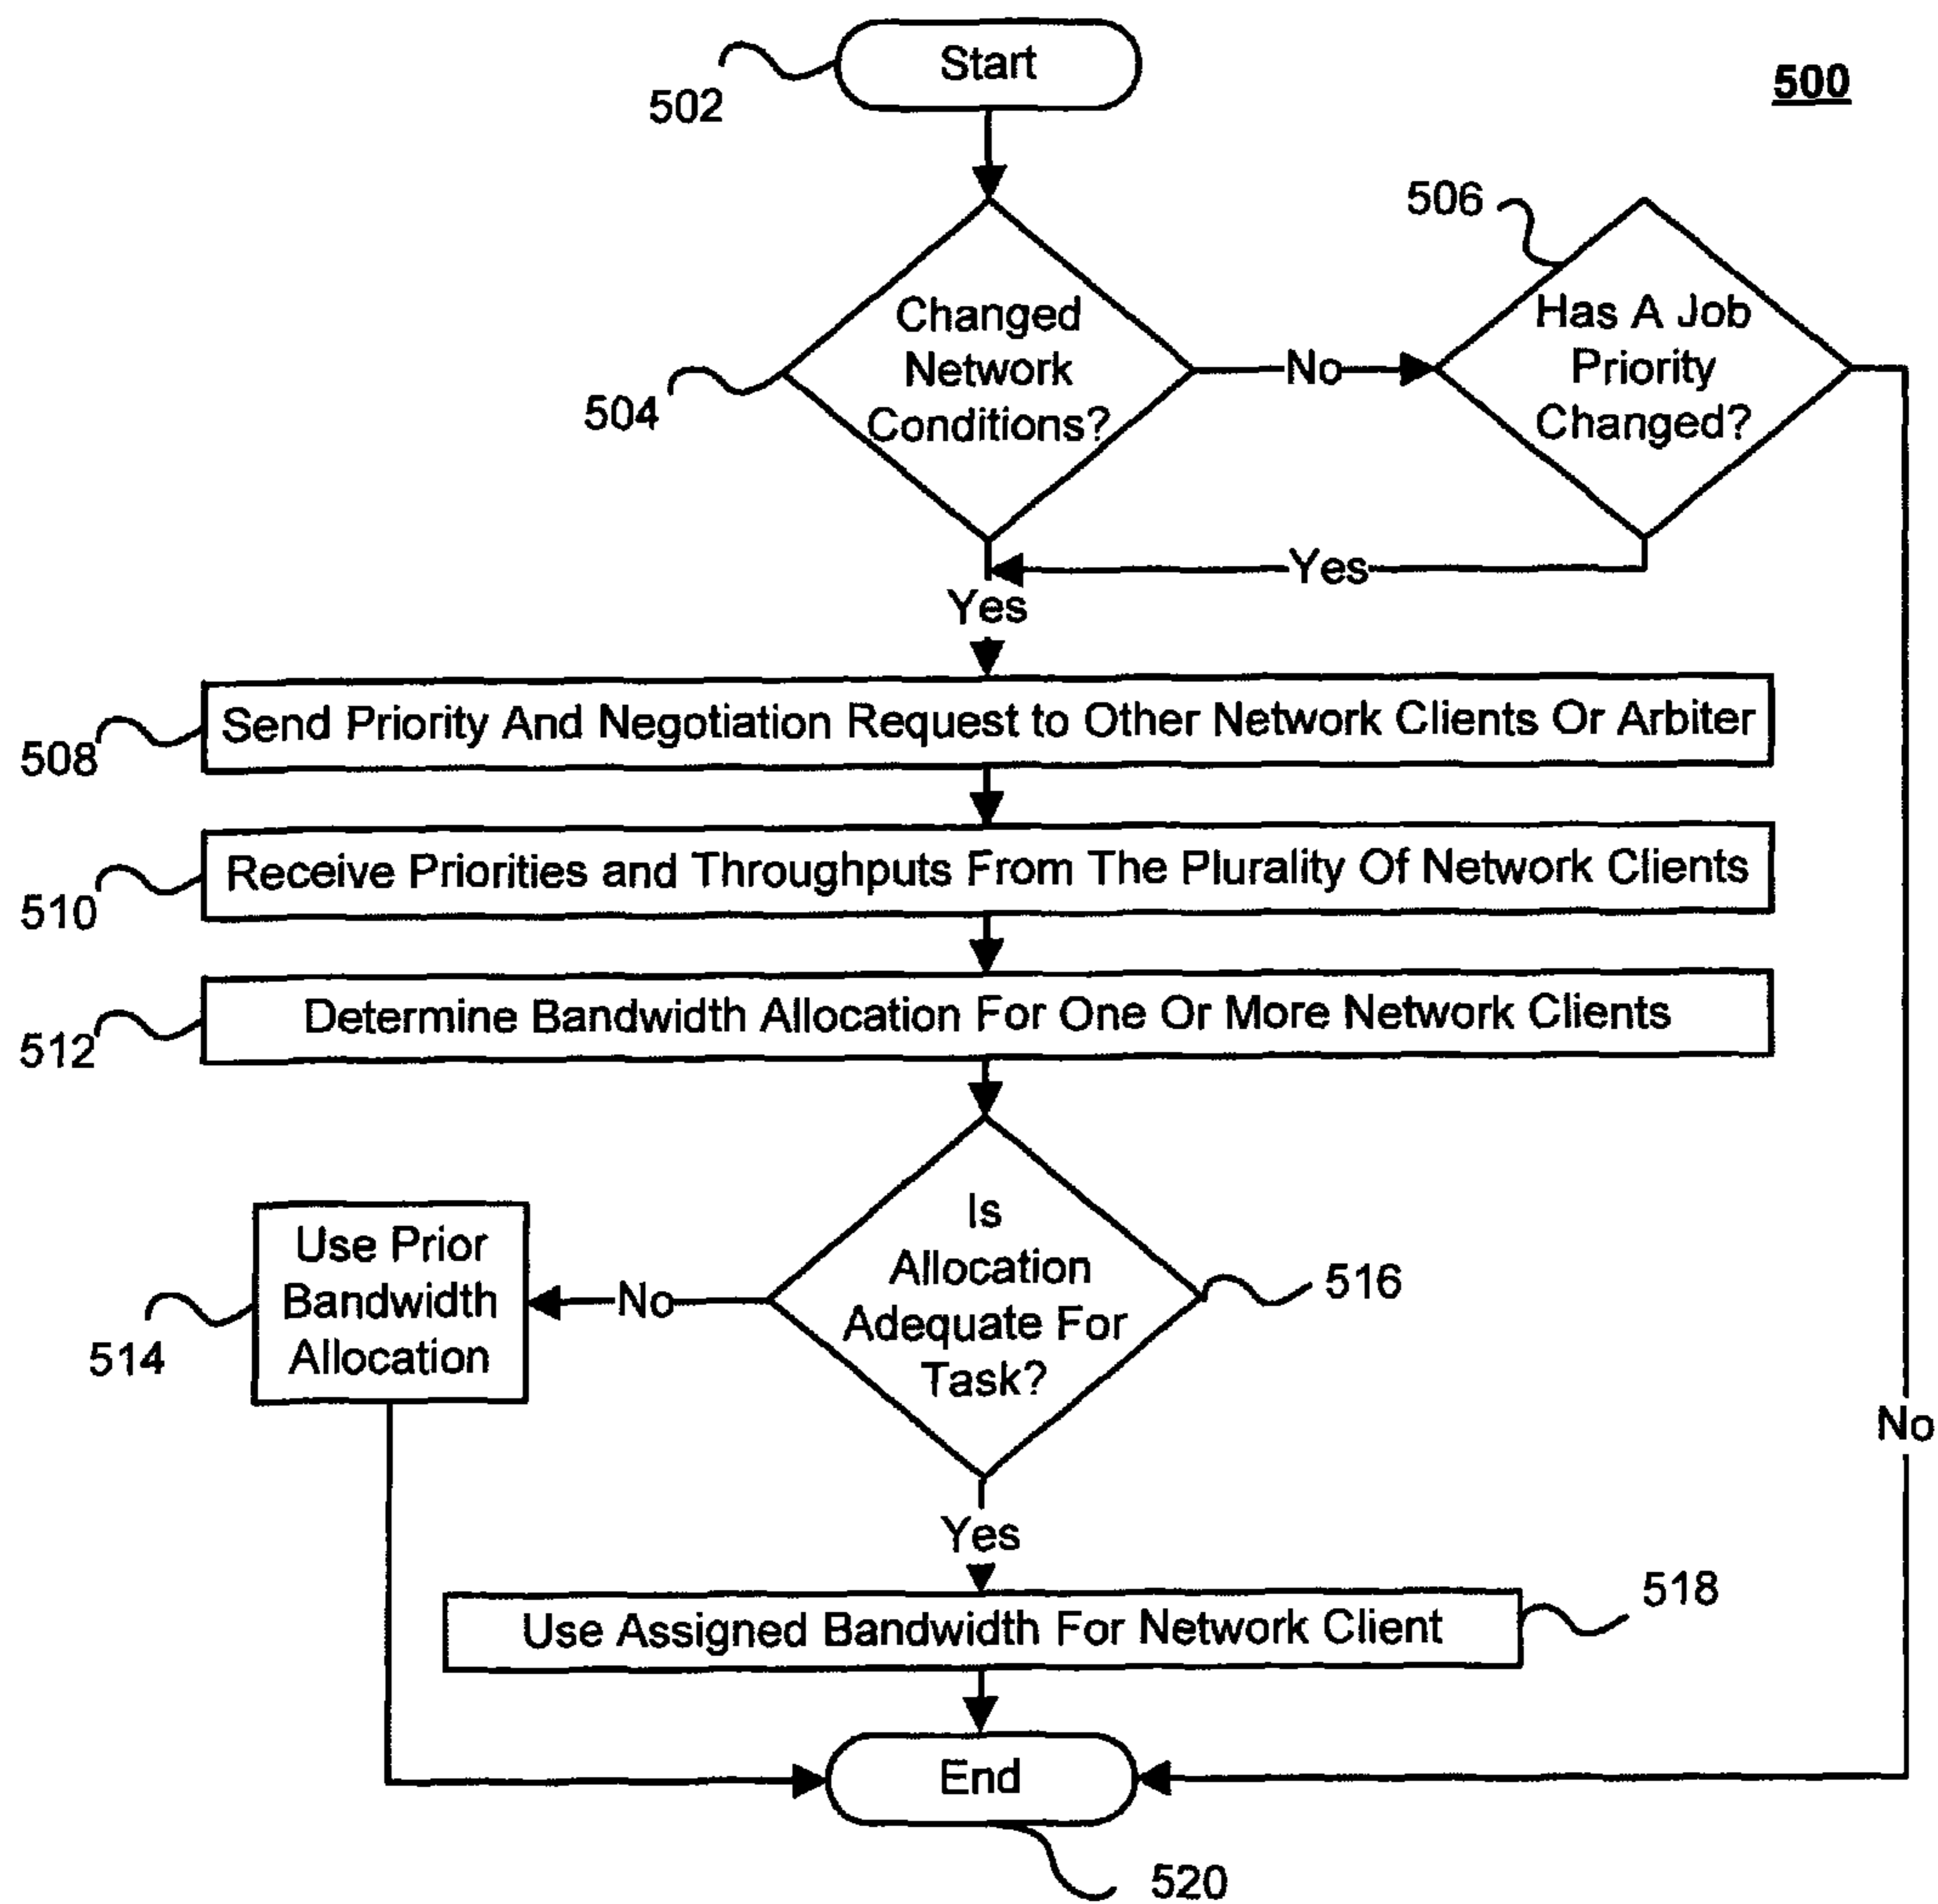 Start
502
500
506
Changed
Network
Conditions?
504
No
Has A Job
Priority
Changed?
Yes
Yes
Send Priority And Negotiation Request to Other Network Clients Or Arbiter
508
Receive Priorities and Throughputs From The Plurality Of Network Clients
510
Determine Bandwidth Allocation For One Or More Network Clients
512
Is
Allocation
Adequate For
Task?
516
No
Use Prior
Bandwidth
Allocation
514
No
Yes
Use Assigned Bandwidth For Network Client
518
End
520